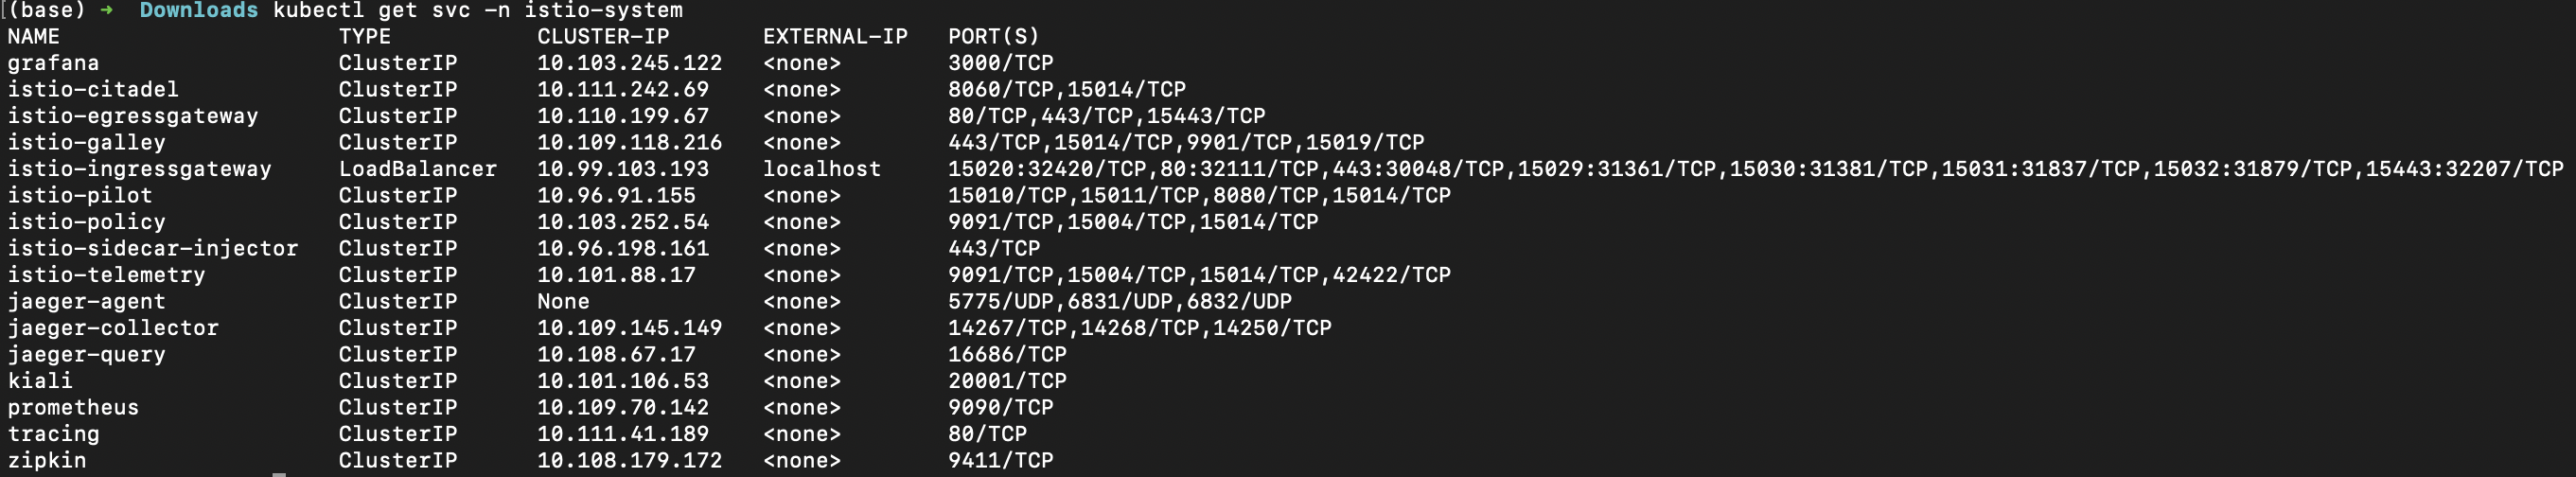 [(base) → Downloads kubectl get svc -n istio-system
NAME TYPE CLUSTER-IP EXTERNAL-IP PORT(S)
grafana ClusterIP 10.103.245.122 <none> 3000/TCP
istio-citadel ClusterIP 10.111.242.69 <none> 8060/TCP,15014/TCP
istio-egressgateway ClusterIP 10.110.199.67 <none> 80/TCP,443/TCP,15443/TCP
istio-galley ClusterIP 10.109.118.216 <none> 443/TCP,15014/TCP,9901/TCP,15019/TCP
istio-ingressgateway LoadBalancer 10.99.103.193 localhost 15020:32420/TCP,80:32111/TCP,443:30048/TCP,15029:31361/TCP,15030:31381/TCP,15031:31837/TCP,15032:31879/TCP,15443:32207/TCP
istio-pilot ClusterIP 10.96.91.155 <none> 15010/TCP,15011/TCP,8080/TCP,15014/TCP
istio-policy ClusterIP 10.103.252.54 <none> 9091/TCP,15004/TCP,15014/TCP
istio-sidecar-injector ClusterIP 10.96.198.161 <none> 443/TCP
istio-telemetry ClusterIP 10.101.88.17 <none> 9091/TCP,15004/TCP,15014/TCP,42422/TCP
jaeger-agent ClusterIP None <none> 5775/UDP,6831/UDP,6832/UDP
jaeger-collector ClusterIP 10.109.145.149 <none> 14267/TCP,14268/TCP,14250/TCP
jaeger-query ClusterIP 10.108.67.17 <none> 16686/TCP
kiali ClusterIP 10.101.106.53 <none> 20001/TCP
prometheus ClusterIP 10.109.70.142 <none> 9090/TCP
tracing ClusterIP 10.111.41.189 <none> 80/TCP
zipkin ClusterIP 10.108.179.172 <none> 9411/TCP